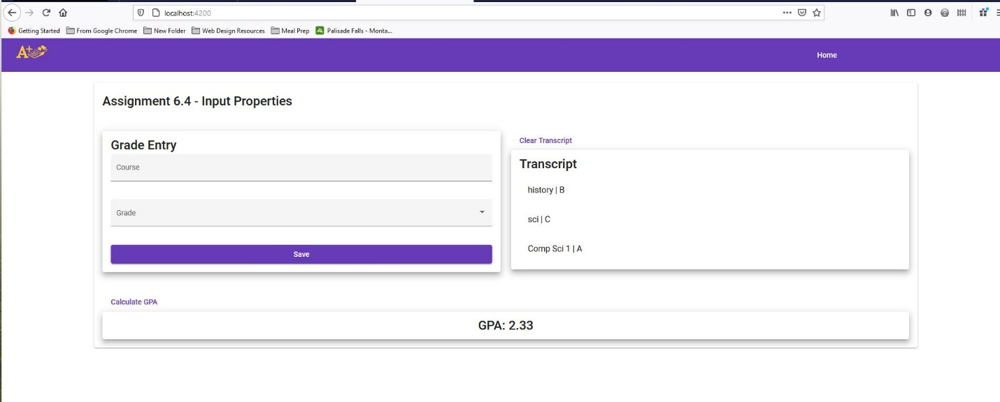 localhost:4200
Getting Started From Google Chrome New Folder Web Design Resources Meal Prep Palisade Falls - Monta...
A+ Home
Assignment 6.4 - Input Properties
Grade Entry
Course
Grade
Save
Clear Transcript
Transcript
history | B
sci | C
Comp Sci 1 | A
Calculate GPA
GPA: 2.33